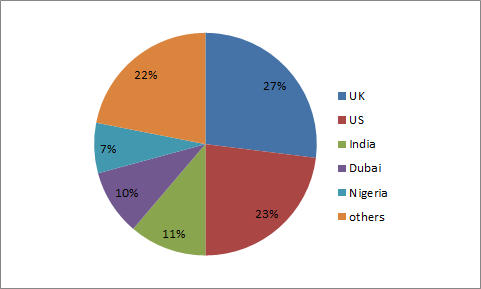 27%
23%
11%
10%
7%
22%
UK
US
India
Dubai
Nigeria
others